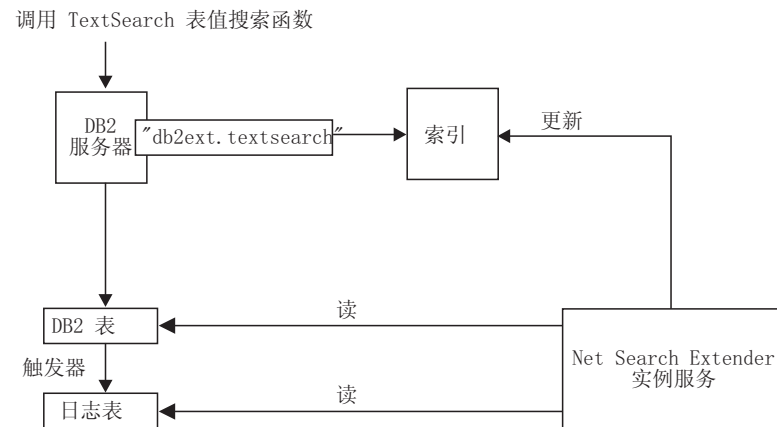 调用 TextSearch 表值搜索函数
DB2
服务器
"db2ext.textsearch"
索引
更新
DB2 表
读
触发器
日志表
读
Net Search Extender
实例服务